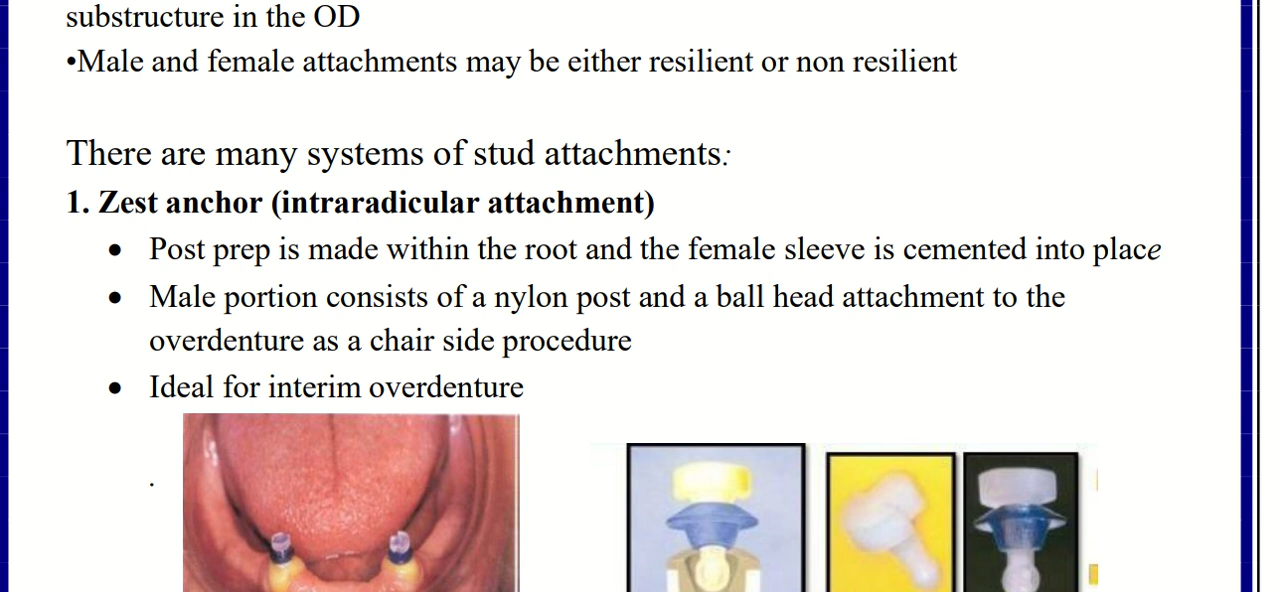 substructure in the OD
•Male and female attachments may be either resilient or non resilient
There are many systems of stud attachments:
1. Zest anchor (intraradicular attachment)
• Post prep is made within the root and the female sleeve is cemented into place
• Male portion consists of a nylon post and a ball head attachment to the
overdenture as a chair side procedure
• Ideal for interim overdenture
.